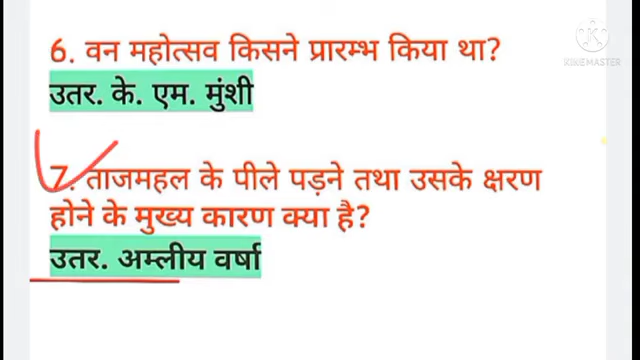 6. वन महोत्सव किसने प्रारम्भ किया था?
उतर. के. एम. मुंशी
7. ताजमहल के पीले पड़ने तथा उसके क्षरण
होने के मुख्य कारण क्या है?
उतर. अम्लीय वर्षा
KINEMASTER